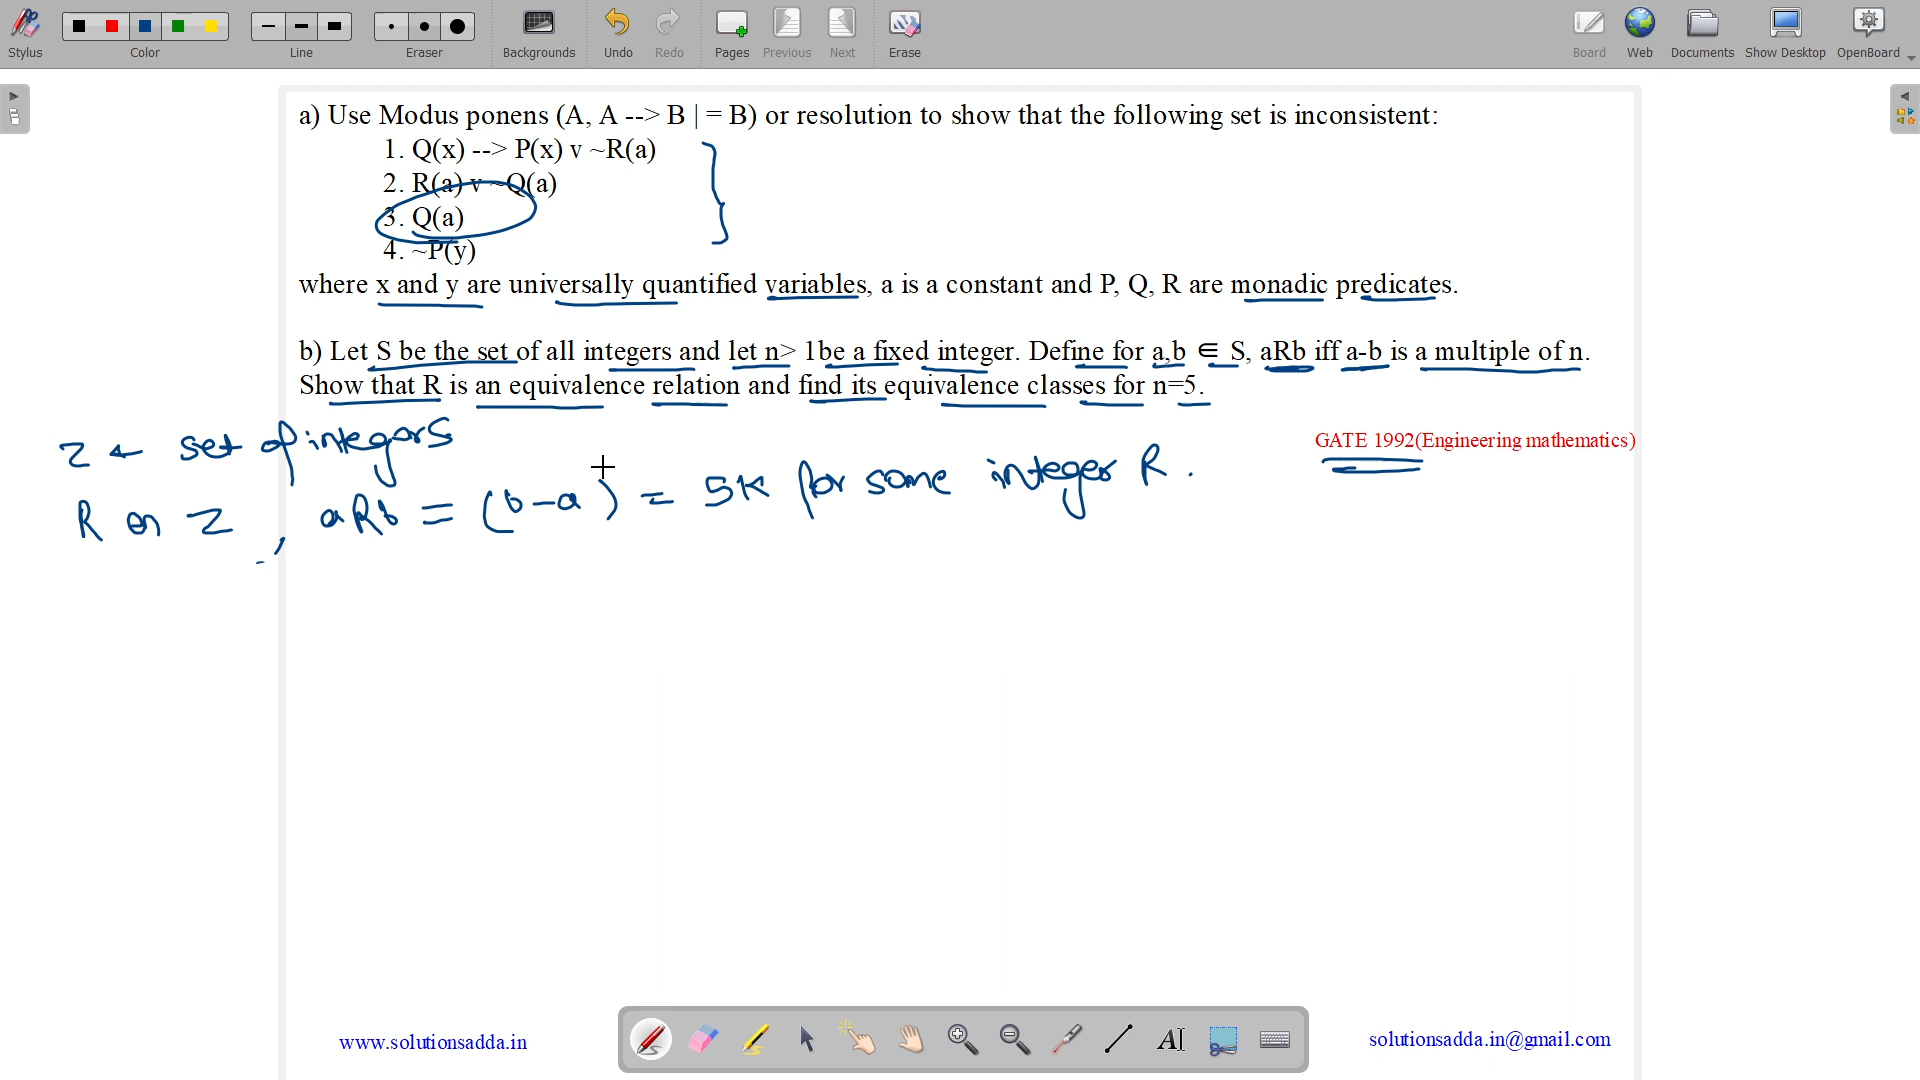 Stylus Color Line Eraser Backgrounds Undo Redo Pages Previous Next Erase Board Web Documents Show Desktop OpenBoard
a) Use Modus ponens (A, A --> B | = B) or resolution to show that the following set is inconsistent:
1. Q(x) --> P(x) v ~R(a)
2. R(a) v ~Q(a)
3. Q(a)
4. ~P(y)
where x and y are universally quantified variables, a is a constant and P, Q, R are monadic predicates.
b) Let S be the set of all integers and let n> 1be a fixed integer. Define for a,b ∈ S, aRb iff a-b is a multiple of n.
Show that R is an equivalence relation and find its equivalence classes for n=5.
GATE 1992(Engineering mathematics)
Z ← set of integers
R on Z , aRb = (b-a) = 5K for some integer R.
www.solutionsadda.in
solutionsadda.in@gmail.com